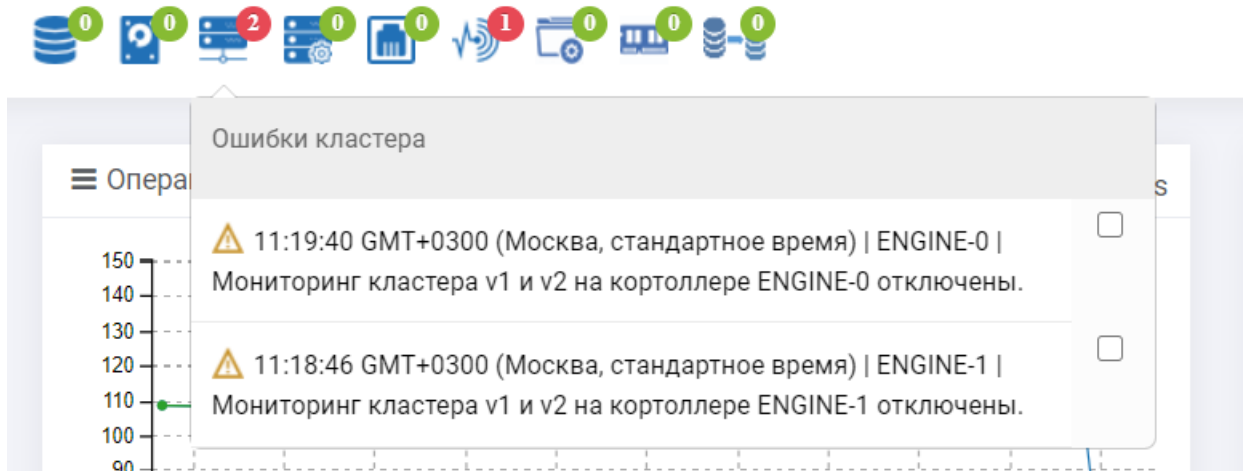 0 0 2 0 0 1 0 0 0
Ошибки кластера
Опера
s
11:19:40 GMT+0300 (Москва, стандартное время) | ENGINE-0 |
Мониторинг кластера v1 и v2 на кортоллере ENGINE-0 отключены.
11:18:46 GMT+0300 (Москва, стандартное время) | ENGINE-1 |
Мониторинг кластера v1 и v2 на кортоллере ENGINE-1 отключены.
150
140
130
120
110
100
90